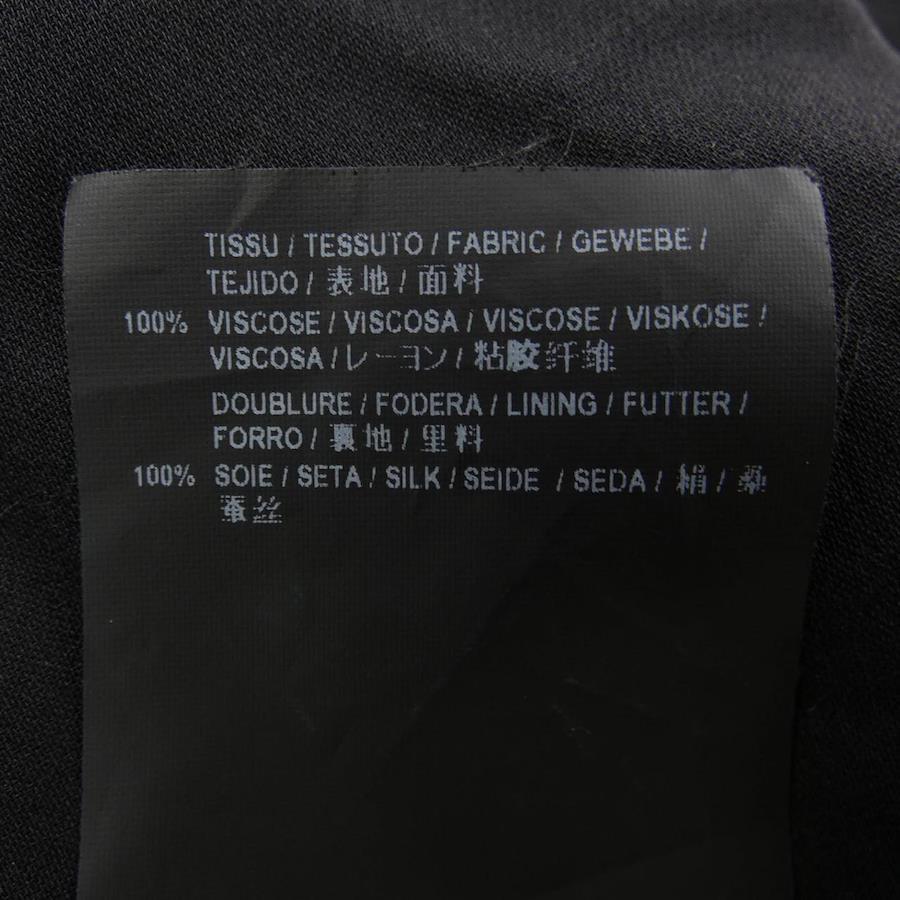 TISSU / TESSUTO / FABRIC / GEWEBE /
TEJIDO / 表地 / 面料
100% VISCOSE / VISCOSA / VISCOSE / VISKOSE /
VISCOSA / レーヨン / 粘胶纤维
DOUBLURE / FODERA / LINING / FUTTER /
FORRO / 裏地 / 里料
100% SOIE / SETA / SILK / SEIDE / SEDA / 絹 / 桑
蚕丝